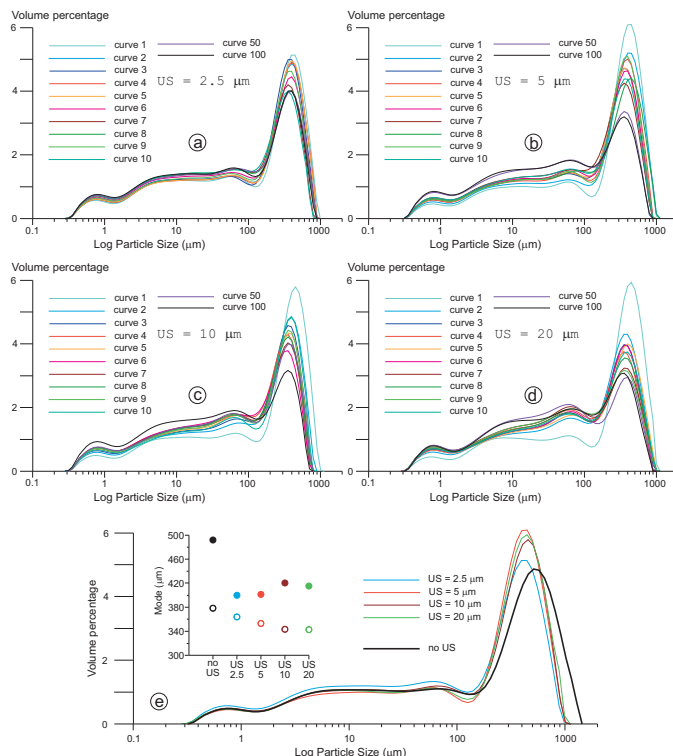 Volume percentage
6
4
2
0
curve 1
curve 2
curve 3
curve 4
curve 5
curve 6
curve 7
curve 8
curve 9
curve 10
curve 50
curve 100
US = 2.5 µm
a
0.1
1
10
100
1000
Log Particle Size (µm)
Volume percentage
6
4
2
0
curve 1
curve 2
curve 3
curve 4
curve 5
curve 6
curve 7
curve 8
curve 9
curve 10
curve 50
curve 100
US = 5 µm
b
0.1
1
10
100
1000
Log Particle Size (µm)
Volume percentage
6
4
2
0
curve 1
curve 2
curve 3
curve 4
curve 5
curve 6
curve 7
curve 8
curve 9
curve 10
curve 50
curve 100
US = 10 µm
c
0.1
1
10
100
1000
Log Particle Size (µm)
Volume percentage
6
4
2
0
curve 1
curve 2
curve 3
curve 4
curve 5
curve 6
curve 7
curve 8
curve 9
curve 10
curve 50
curve 100
US = 20 µm
d
0.1
1
10
100
1000
Log Particle Size (µm)
Volume percentage
6
4
2
0
Mode (µm)
500
460
420
380
340
300
no US
US 2.5
US 5
US 10
US 20
US = 2.5 µm
US = 5 µm
US = 10 µm
US = 20 µm
no US
e
0.1
1
10
100
1000
Log Particle Size (µm)